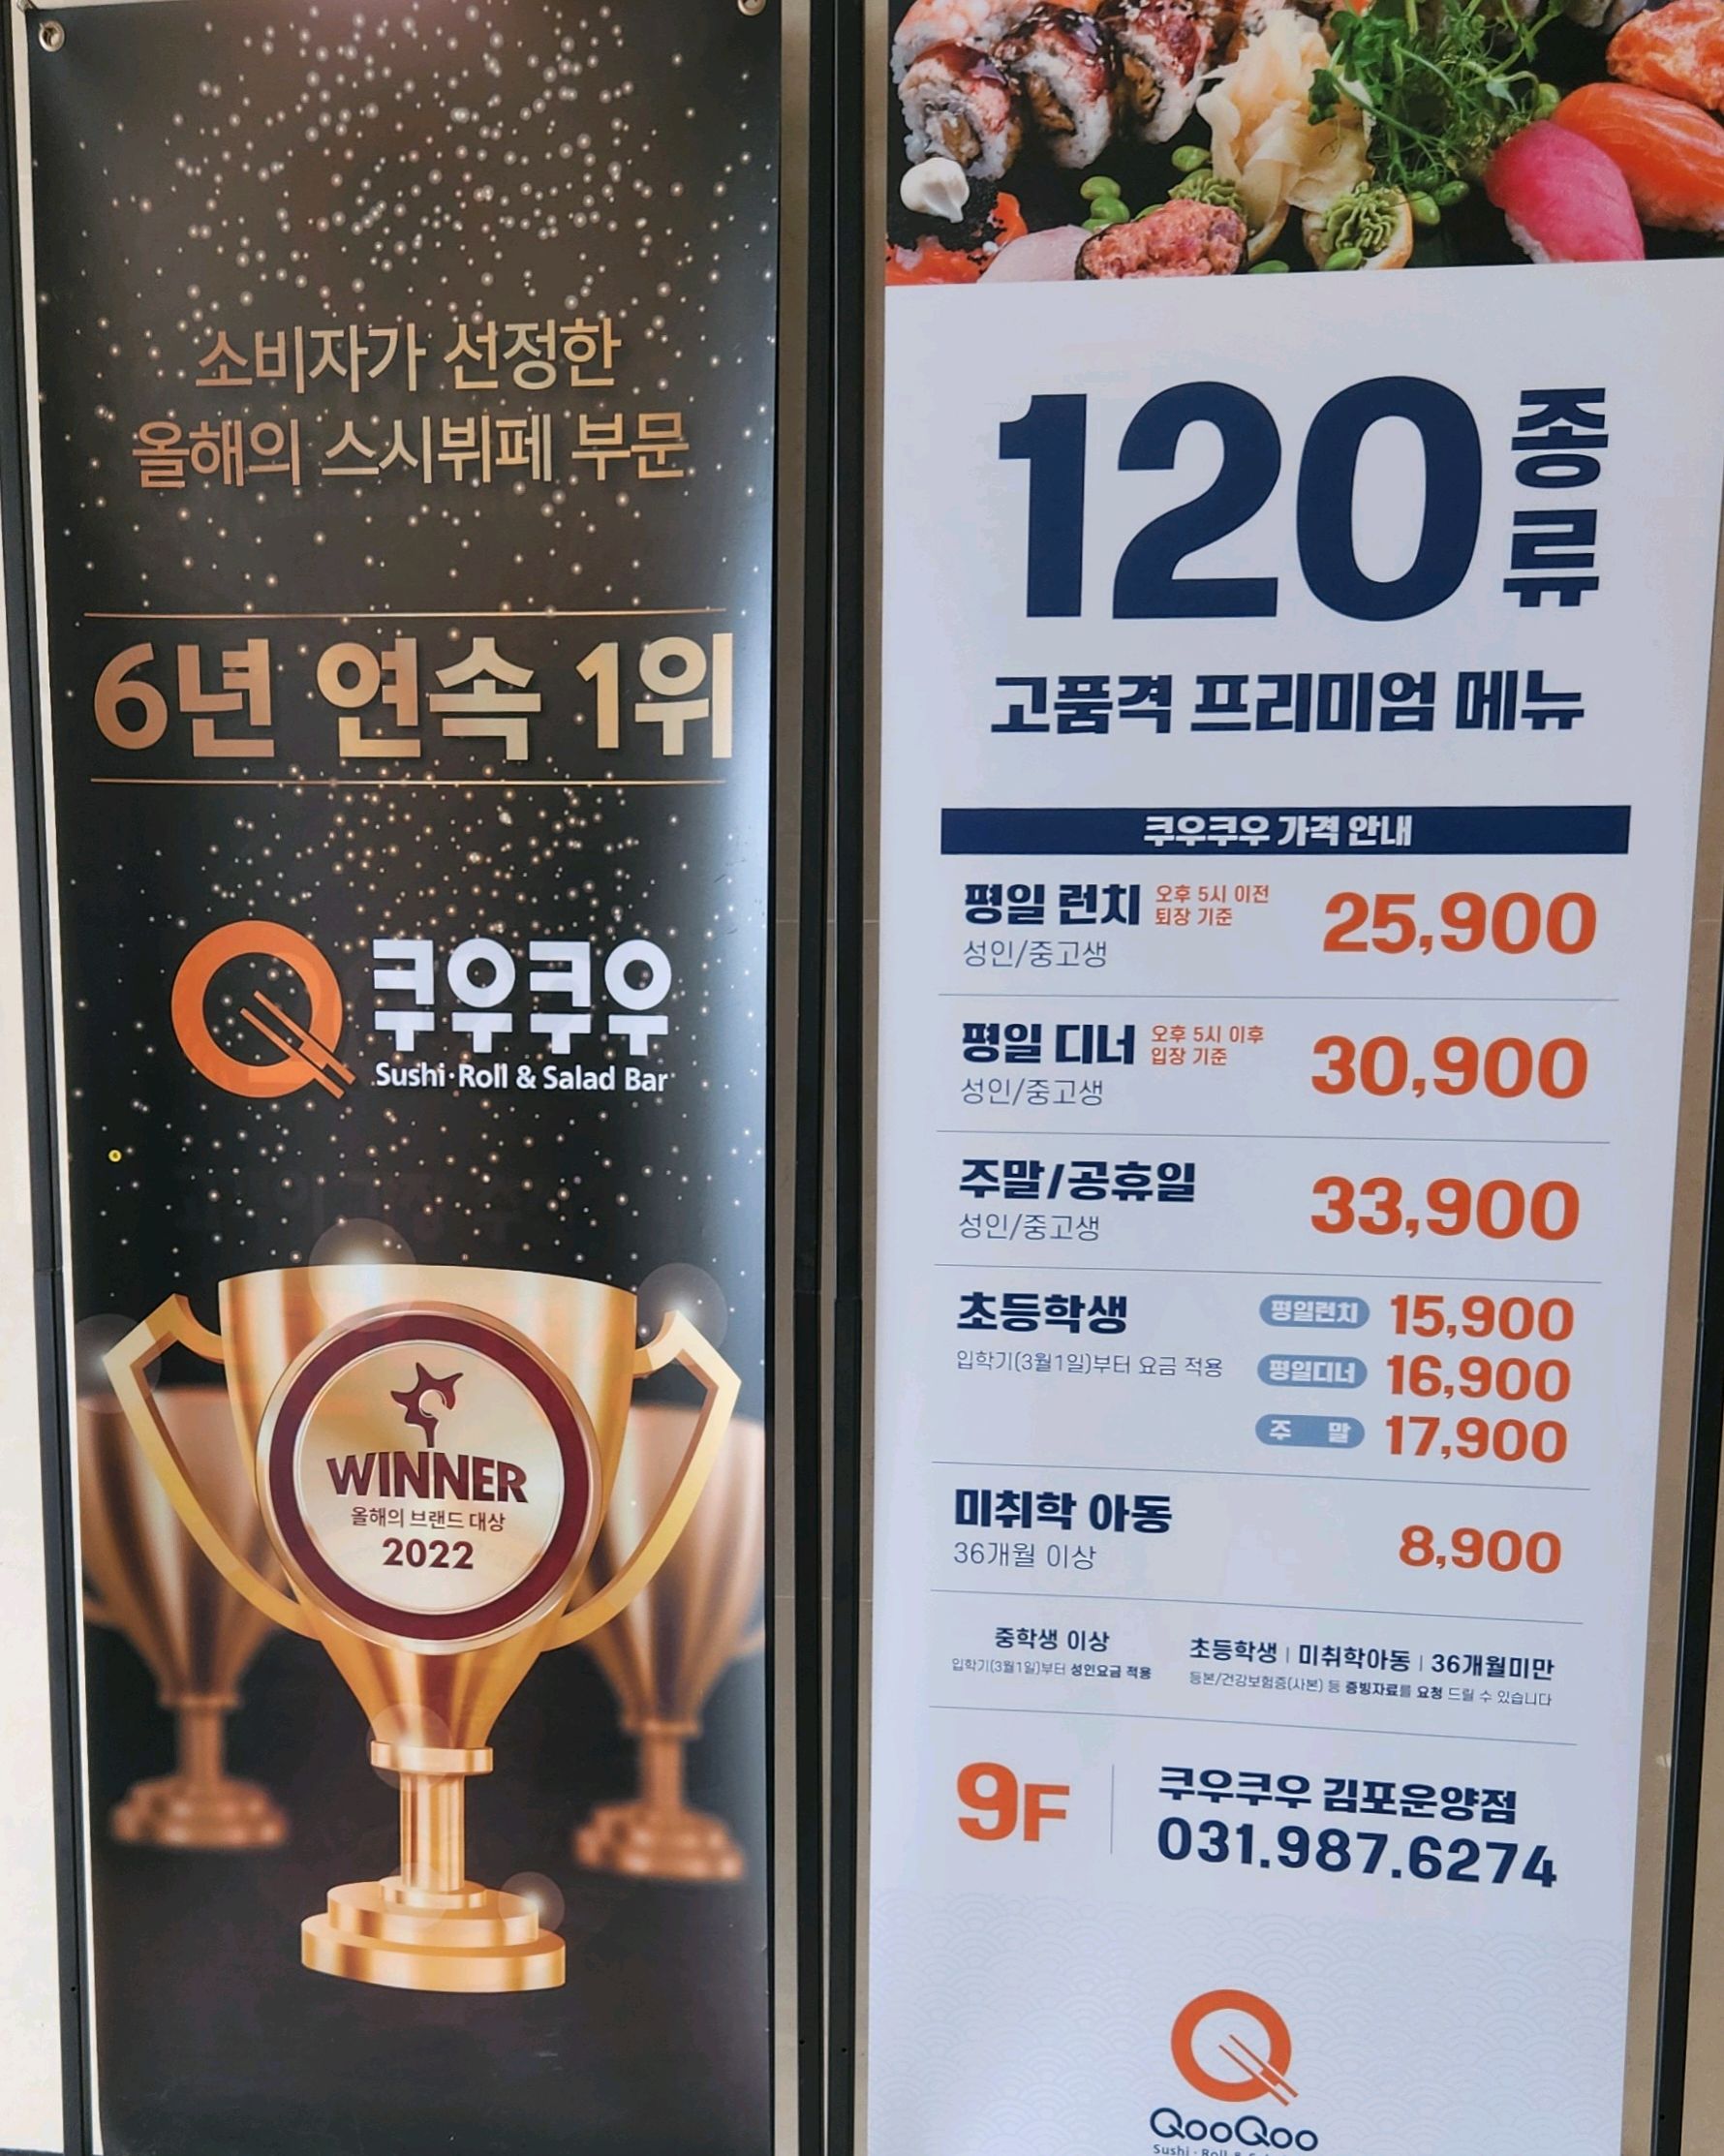 소비자가 선정한
올해의 스시뷔페 부문
6년 연속 1위
쿠우쿠우
Sushi·Roll & Salad Bar
WINNER
올해의 브랜드 대상
2022
120 종류
고품격 프리미엄 메뉴
쿠우쿠우 가격 안내
평일 런치 오후 5시 이전 퇴장 기준 25,900
성인/중고생
평일 디너 오후 5시 이후 입장 기준 30,900
성인/중고생
주말/공휴일 33,900
성인/중고생
초등학생 평일런치 15,900
입학기(3월1일)부터 요금 적용 평일디너 16,900
주 말 17,900
미취학 아동 8,900
36개월 이상
중학생 이상
입학기(3월1일)부터 성인요금 적용
초등학생 | 미취학아동 | 36개월미만
등본/건강보험증(사본) 등 증빙자료를 요청 드릴 수 있습니다
9F
쿠우쿠우 김포운양점
031.987.6274
QooQoo
Sushi · Roll &